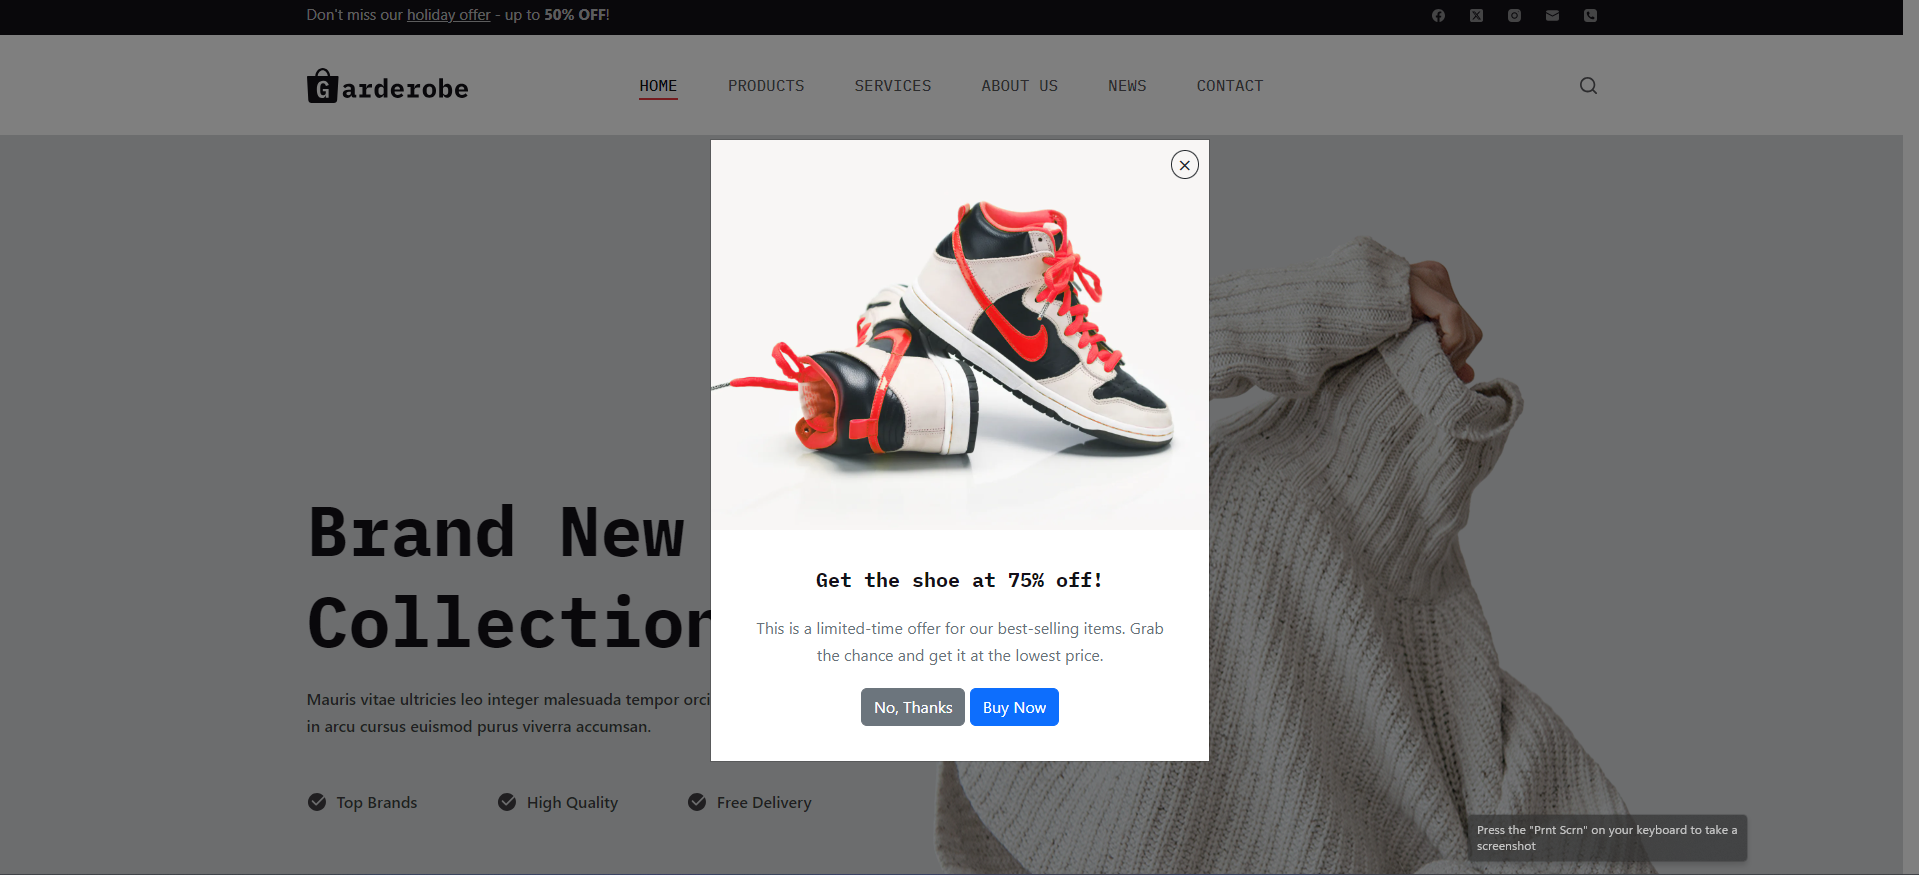 Don't miss our holiday offer - up to 50% OFF!
Garderobe
HOME PRODUCTS SERVICES ABOUT US NEWS CONTACT
Brand New
Collection
Mauris vitae ultricies leo integer malesuada tempor orci
in arcu cursus euismod purus viverra accumsan.
Top Brands High Quality Free Delivery
Get the shoe at 75% off!
This is a limited-time offer for our best-selling items. Grab
the chance and get it at the lowest price.
No, Thanks Buy Now
Press the "Prnt Scrn" on your keyboard to take a
screenshot